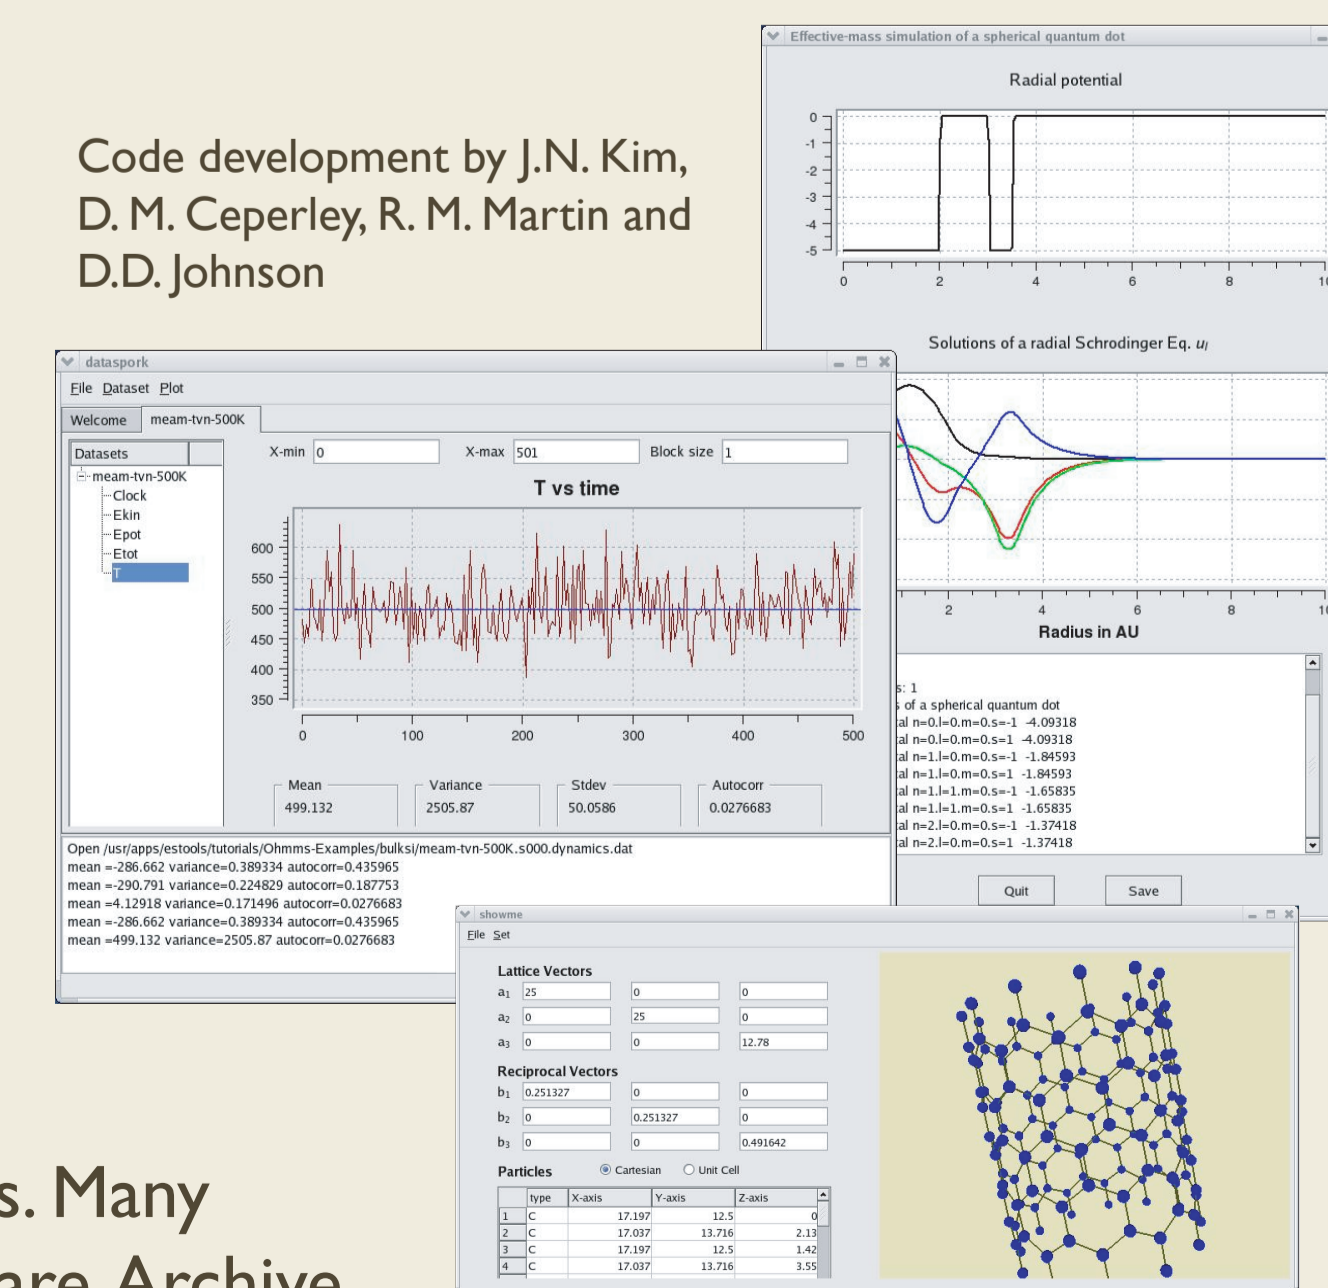 Effective-mass simulation of a spherical quantum dot
Radial potential
0
-1
-2
-3
-4
-5
0 2 4 6 8 10
Code development by J.N. Kim,
D. M. Ceperley, R. M. Martin and
D.D. Johnson
Solutions of a radial Schrodinger Eq. ul
2 4 6 8 10
Radius in AU
s: 1
of a spherical quantum dot
tal n=0.l=0.m=0.s=-1 -4.09318
tal n=0.l=0.m=0.s=1 -4.09318
tal n=1.l=0.m=0.s=-1 -1.84593
tal n=1.l=0.m=0.s=1 -1.84593
tal n=1.l=1.m=0.s=-1 -1.65835
tal n=1.l=1.m=0.s=1 -1.65835
tal n=2.l=0.m=0.s=-1 -1.37418
tal n=2.l=0.m=0.s=1 -1.37418
Quit Save
dataspork
File Dataset Plot
Welcome meam-tvn-500K
Datasets
meam-tvn-500K
Clock
Ekin
Epot
Etot
T
X-min 0 X-max 501 Block size 1
T vs time
600
550
500
450
400
350
0 100 200 300 400 500
Mean Variance Stdev Autocorr
499.132 2505.87 50.0586 0.0276683
Open /usr/apps/estools/tutorials/Ohmms-Examples/bulksi/meam-tvn-500K.s000.dynamics.dat
mean =-286.662 variance=0.389334 autocorr=0.435965
mean =-290.791 variance=0.224829 autocorr=0.187753
mean =4.12918 variance=0.171496 autocorr=0.0276683
mean =-286.662 variance=0.389334 autocorr=0.435965
mean =499.132 variance=2505.87 autocorr=0.0276683
showme
File Set
Lattice Vectors
a1 25 0 0
a2 0 25 0
a3 0 0 12.78
Reciprocal Vectors
b1 0.251327 0 0
b2 0 0.251327 0
b3 0 0 0.491642
Particles Cartesian Unit Cell
type X-axis Y-axis Z-axis
1 C 17.197 12.5 0
2 C 17.037 13.716 2.13
3 C 17.197 12.5 1.42
4 C 17.037 13.716 3.55
s. Many
are Archive